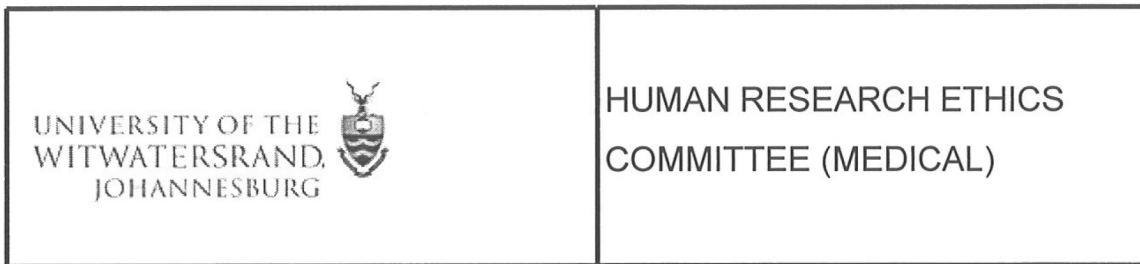 UNIVERSITY OF THE
WITWATERSRAND,
JOHANNESBURG
HUMAN RESEARCH ETHICS
COMMITTEE (MEDICAL)